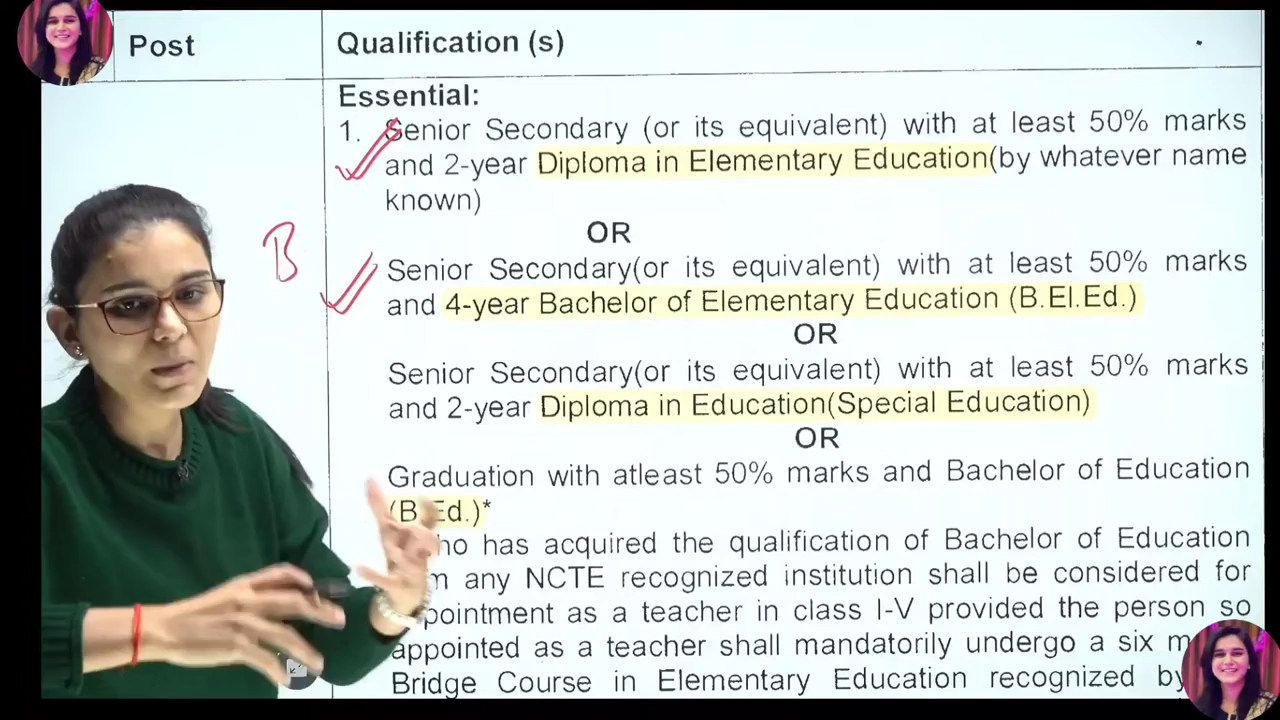 Post
Qualification (s)
Essential:
1. Senior Secondary (or its equivalent) with at least 50% marks
and 2-year Diploma in Elementary Education(by whatever name
known)
OR
B
Senior Secondary(or its equivalent) with at least 50% marks
and 4-year Bachelor of Elementary Education (B.El.Ed.)
OR
Senior Secondary(or its equivalent) with at least 50% marks
and 2-year Diploma in Education(Special Education)
OR
Graduation with atleast 50% marks and Bachelor of Education
(B.Ed.)*
has acquired the qualification of Bachelor of Education
any NCTE recognized institution shall be considered for
appointment as a teacher in class I-V provided the person so
appointed as a teacher shall mandatorily undergo a six
Bridge Course in Elementary Education recognized by